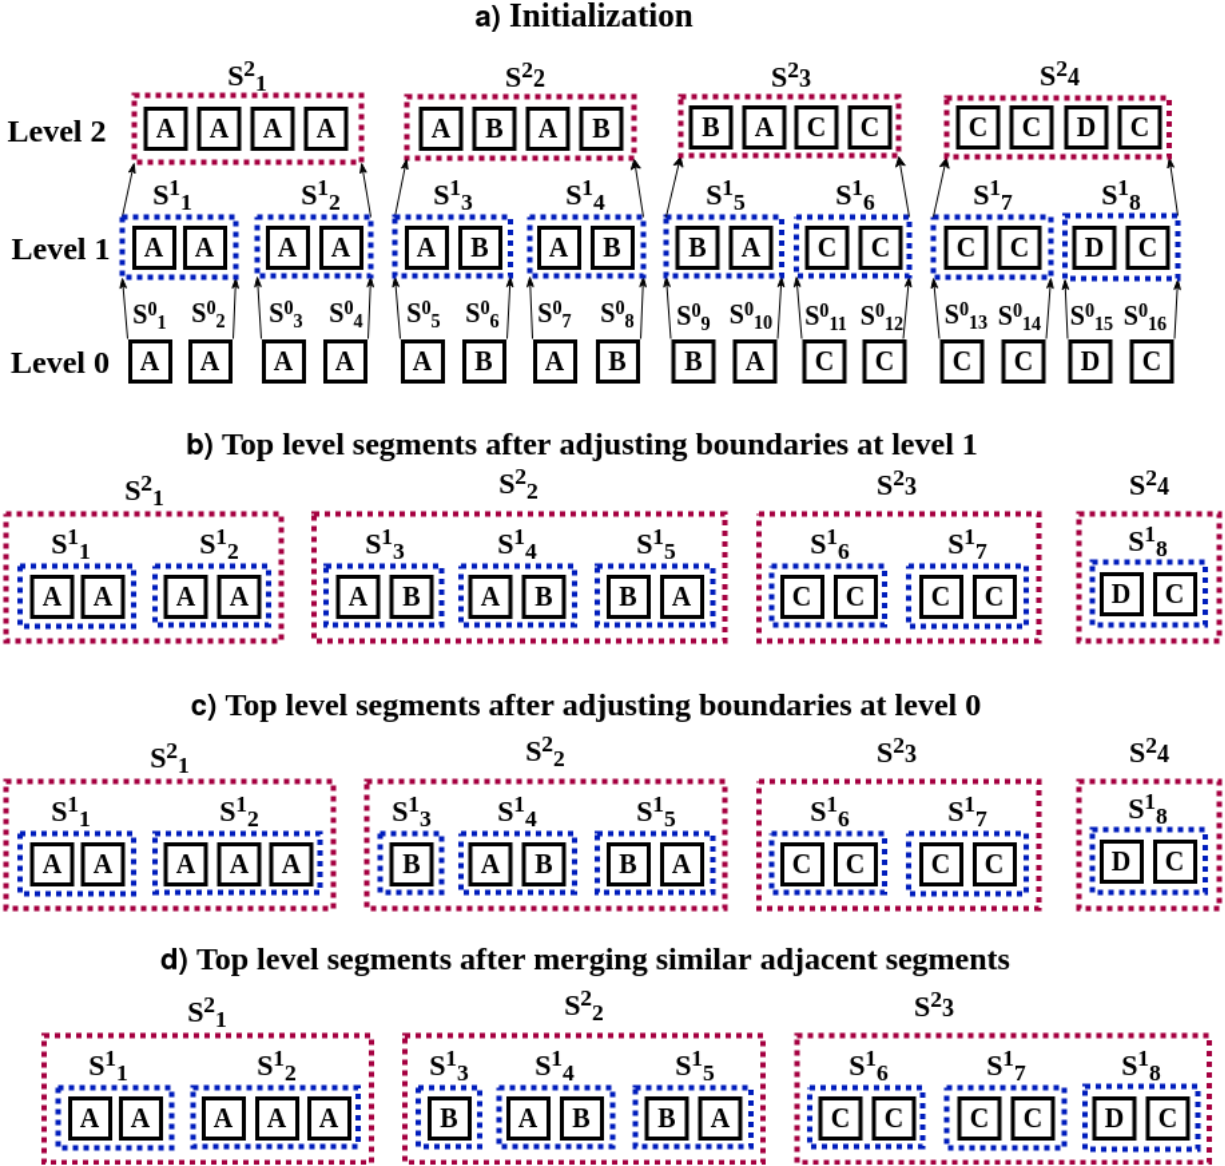 a) Initialization
S²₁ S²2 S²3 S²4
Level 2 A A A A A B A B B A C C C C D C
S¹₁ S¹₂ S¹₃ S¹₄ S¹₅ S¹₆ S¹₇ S¹₈
Level 1 A A A A A B A B B A C C C C D C
S⁰₁ S⁰₂ S⁰₃ S⁰₄ S⁰₅ S⁰₆ S⁰₇ S⁰₈ S⁰₉ S⁰₁₀ S⁰₁₁ S⁰₁₂ S⁰₁₃ S⁰₁₄ S⁰₁₅ S⁰₁₆
Level 0 A A A A A B A B B A C C C C D C
b) Top level segments after adjusting boundaries at level 1
S²₁ S²₂ S²3 S²4
S¹₁ S¹₂ S¹₃ S¹₄ S¹₅ S¹₆ S¹₇ S¹₈
A A A A A B A B B A C C C C D C
c) Top level segments after adjusting boundaries at level 0
S²₁ S²₂ S²3 S²4
S¹₁ S¹₂ S¹₃ S¹₄ S¹₅ S¹₆ S¹₇ S¹₈
A A A A A B A B B A C C C C D C
d) Top level segments after merging similar adjacent segments
S²₁ S²₂ S²3
S¹₁ S¹₂ S¹₃ S¹₄ S¹₅ S¹₆ S¹₇ S¹₈
A A A A A B A B B A C C C C D C